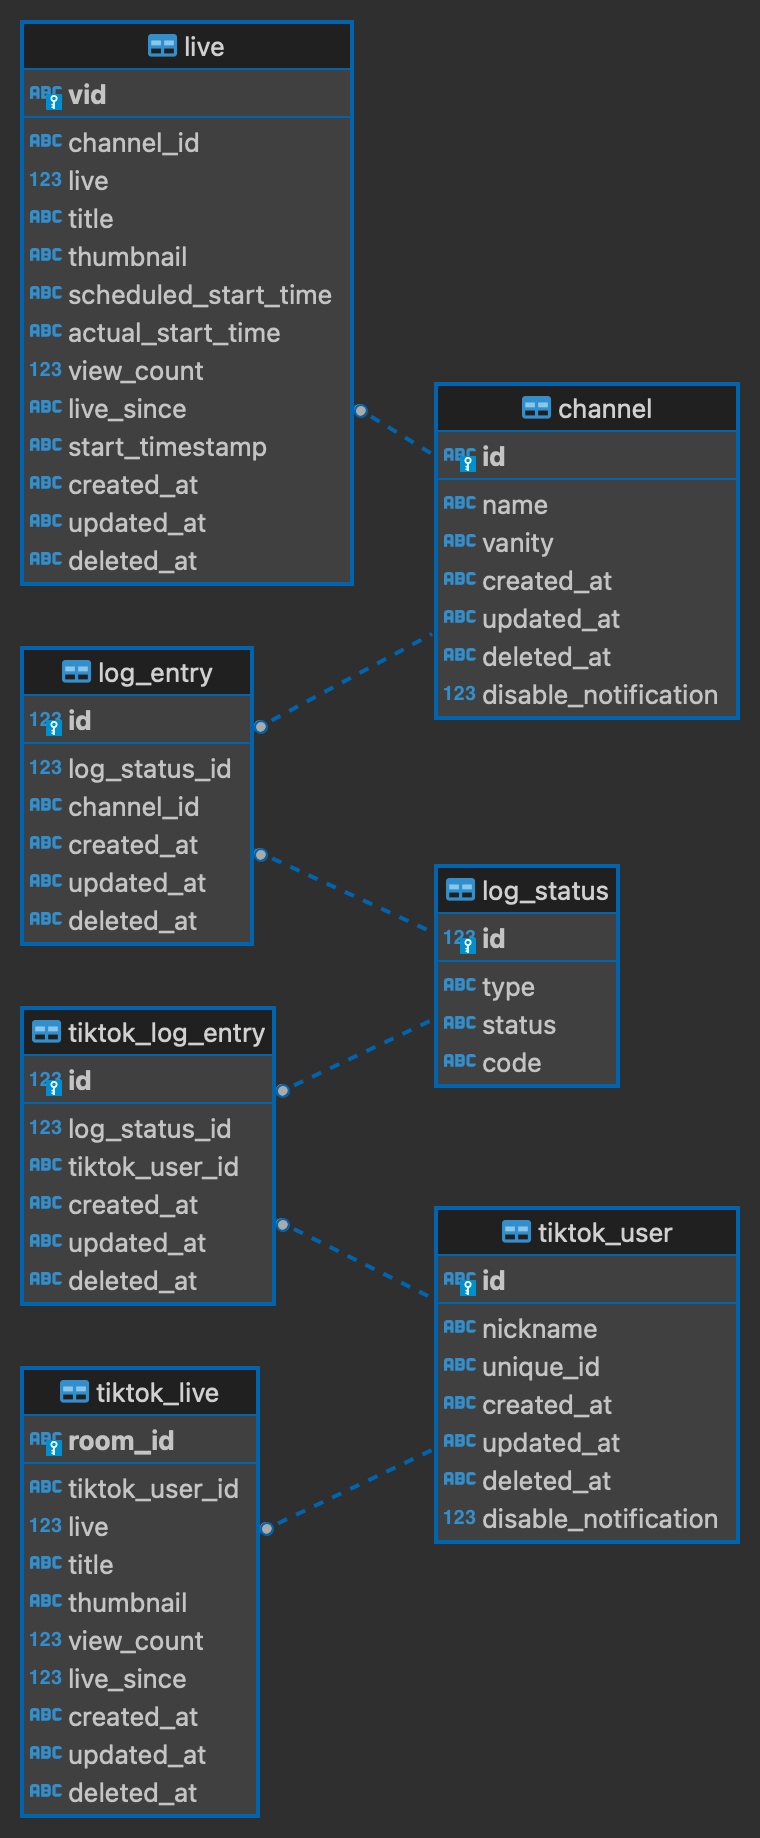 live
ABC vid
ABC channel_id
123 live
ABC title
ABC thumbnail
ABC scheduled_start_time
ABC actual_start_time
123 view_count
ABC live_since
ABC start_timestamp
ABC created_at
ABC updated_at
ABC deleted_at
channel
ABC id
ABC name
ABC vanity
ABC created_at
ABC updated_at
ABC deleted_at
123 disable_notification
log_entry
123 id
123 log_status_id
ABC channel_id
ABC created_at
ABC updated_at
ABC deleted_at
log_status
123 id
ABC type
ABC status
ABC code
tiktok_log_entry
123 id
123 log_status_id
ABC tiktok_user_id
ABC created_at
ABC updated_at
ABC deleted_at
tiktok_user
ABC id
ABC nickname
ABC unique_id
ABC created_at
ABC updated_at
ABC deleted_at
123 disable_notification
tiktok_live
ABC room_id
ABC tiktok_user_id
123 live
ABC title
ABC thumbnail
123 view_count
123 live_since
ABC created_at
ABC updated_at
ABC deleted_at